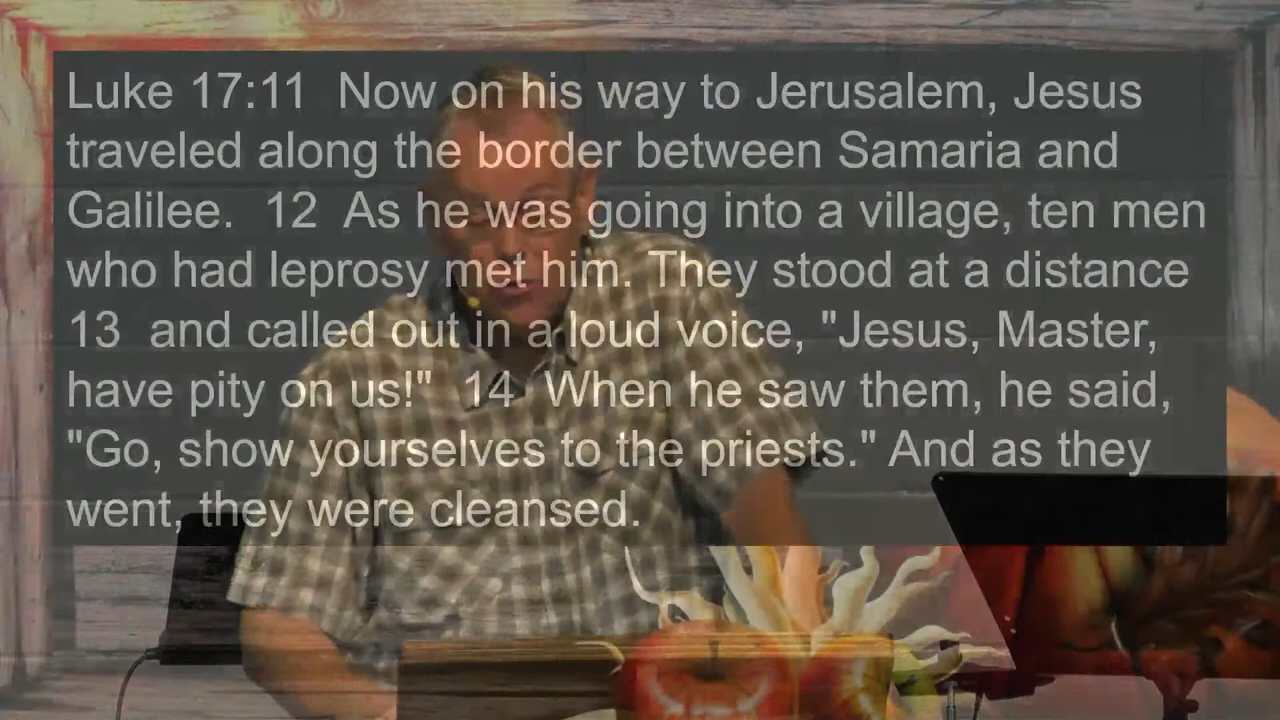 Luke 17:11  Now on his way to Jerusalem, Jesus
traveled along the border between Samaria and
Galilee.  12  As he was going into a village, ten men
who had leprosy met him. They stood at a distance
13  and called out in a loud voice, "Jesus, Master,
have pity on us!"  14  When he saw them, he said,
"Go, show yourselves to the priests." And as they
went, they were cleansed.